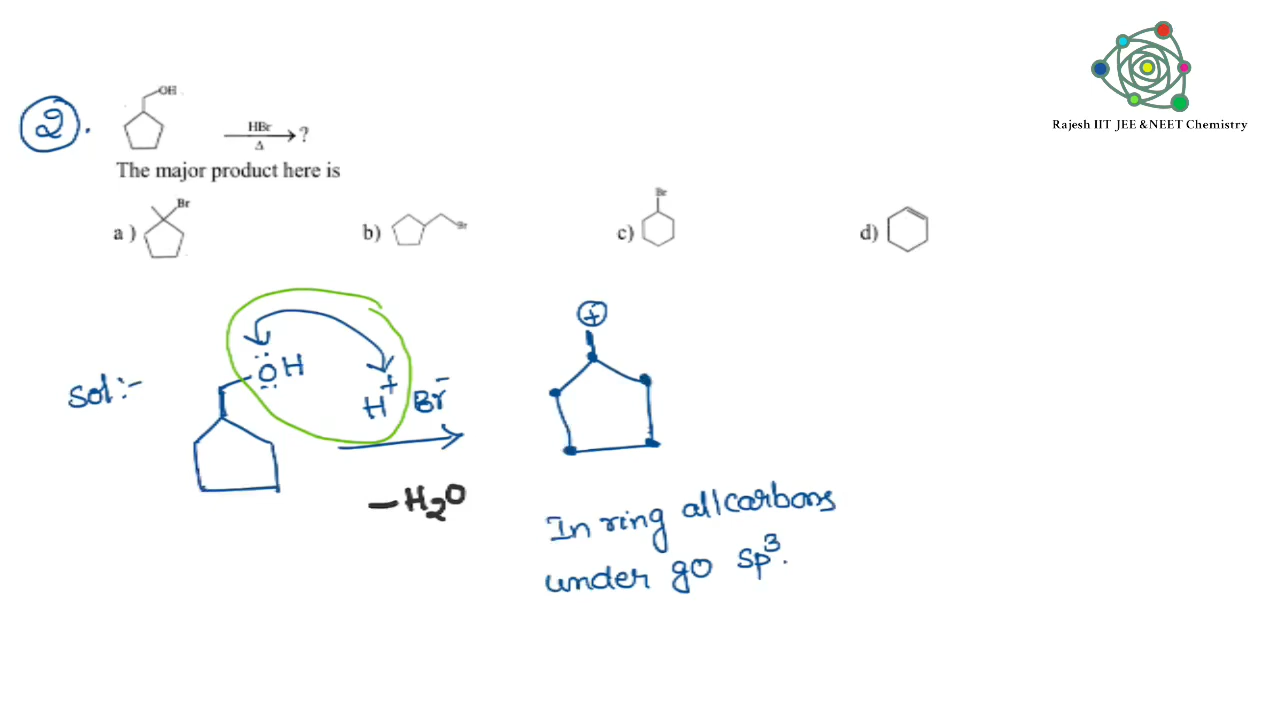 Rajesh IIT JEE &NEET Chemistry
2.
OH
HBr
Δ
?
The major product here is
a) Br
b) Br
c) Br
d)
Sol:-
OH
H+ Br-
-H2O
+
In ring all carbons
under go Sp3.